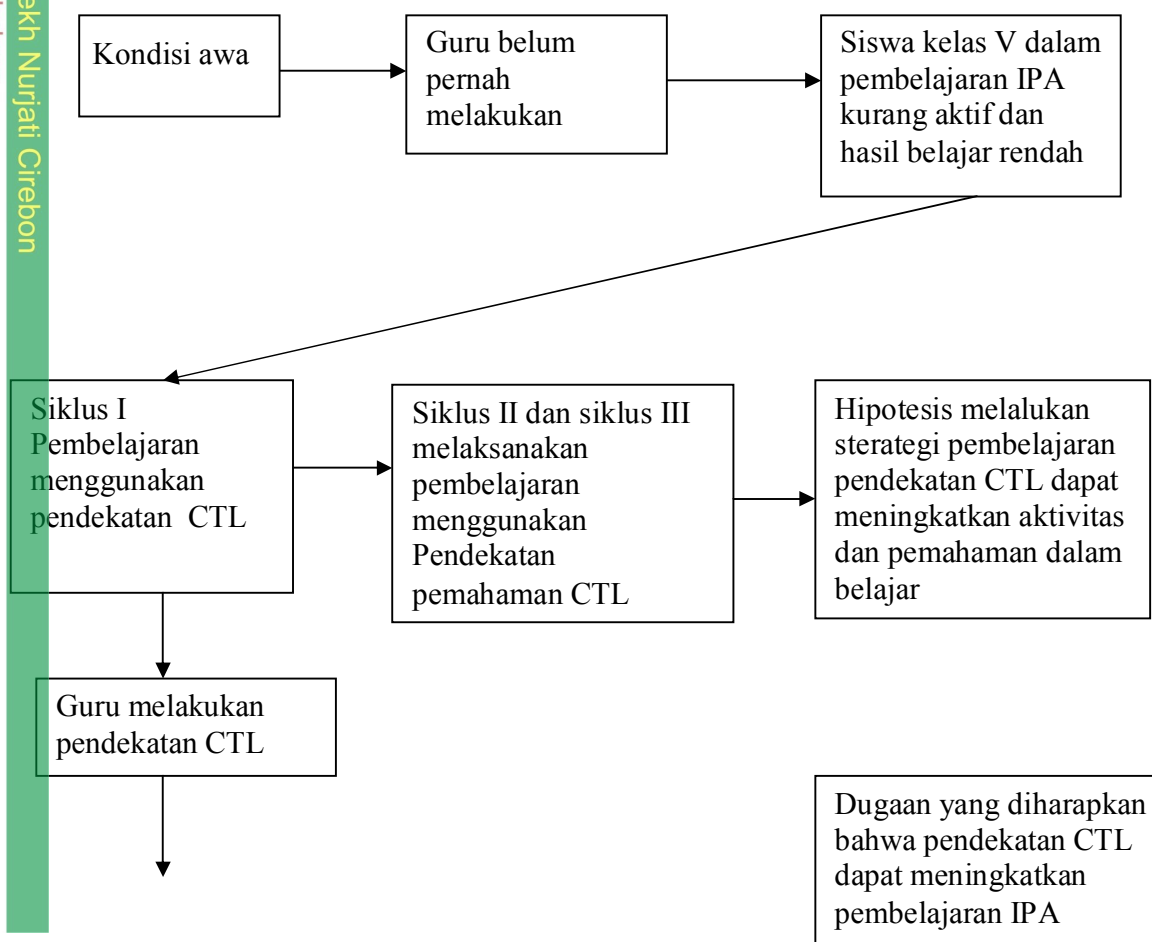 ekh Nurjati Cirebon
Kondisi awa
Guru belum
pernah
melakukan
Siswa kelas V dalam
pembelajaran IPA
kurang aktif dan
hasil belajar rendah
Siklus I
Pembelajaran
menggunakan
pendekatan CTL
Siklus II dan siklus III
melaksanakan
pembelajaran
menggunakan
Pendekatan
pemahaman CTL
Hipotesis melalukan
sterategi pembelajaran
pendekatan CTL dapat
meningkatkan aktivitas
dan pemahaman dalam
belajar
Guru melakukan
pendekatan CTL
Dugaan yang diharapkan
bahwa pendekatan CTL
dapat meningkatkan
pembelajaran IPA